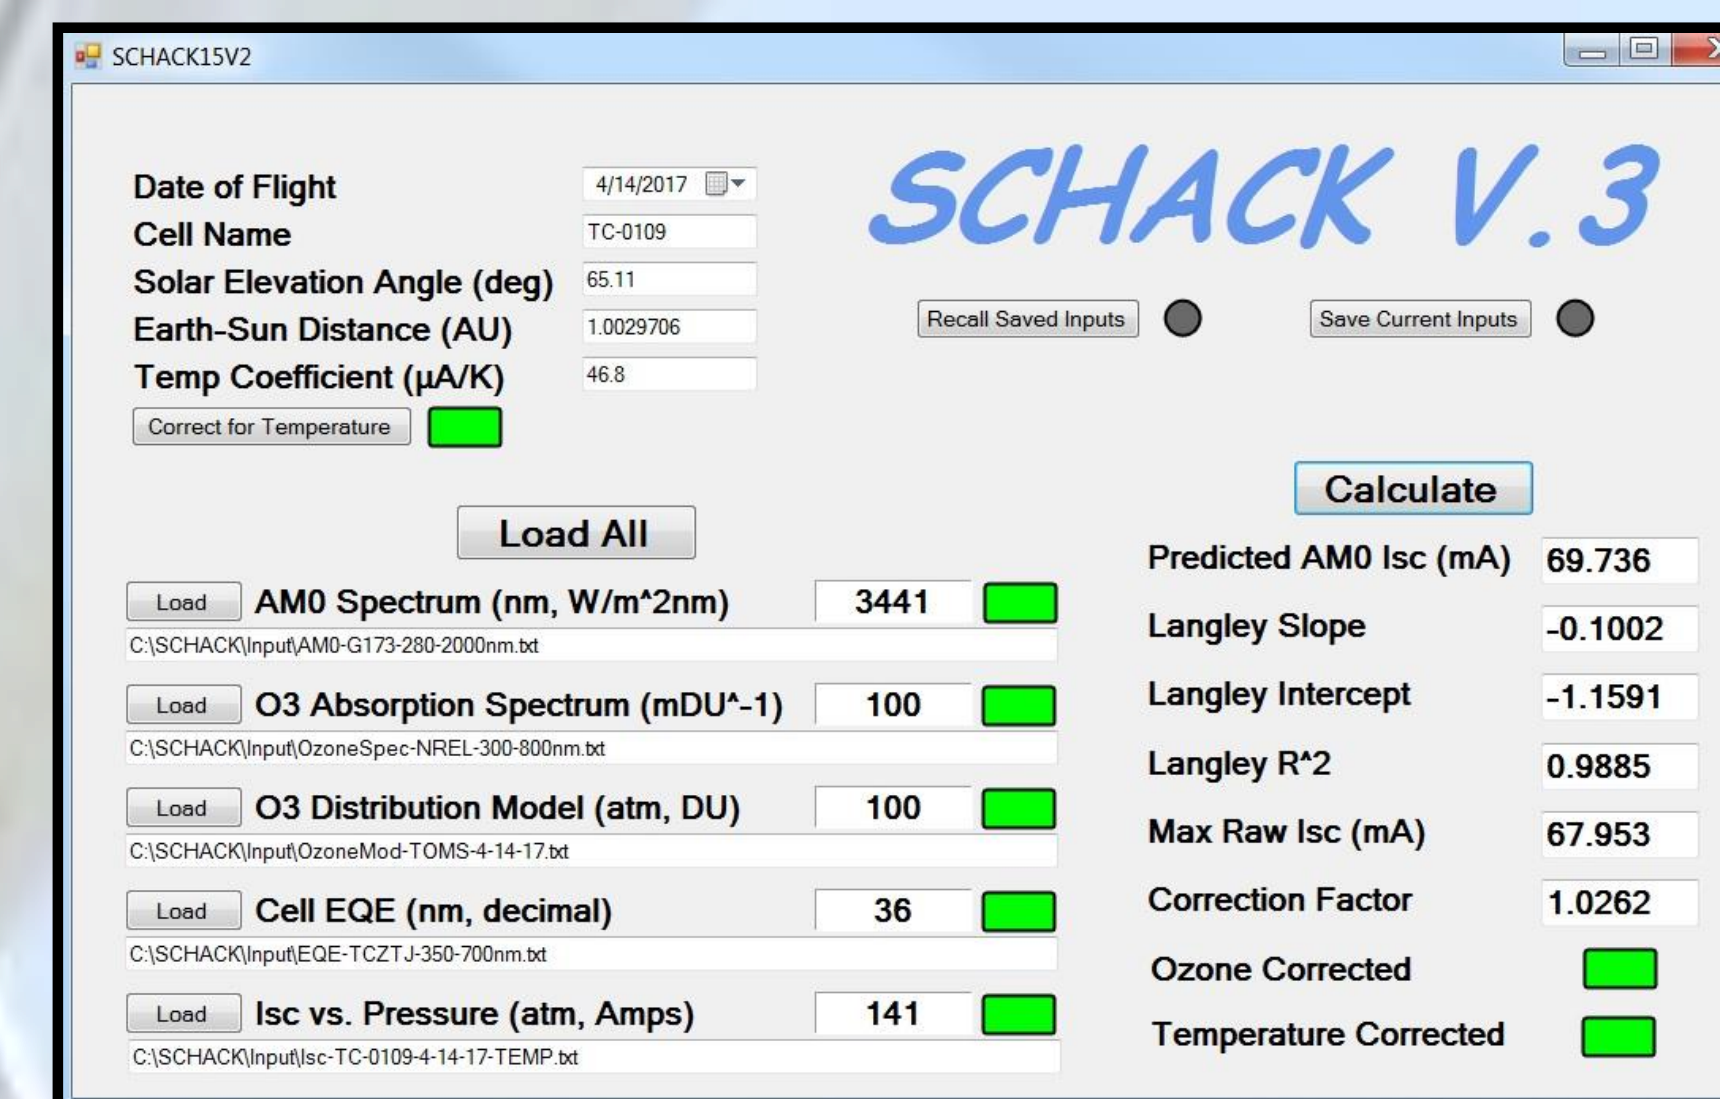 SCHACK15V2
SCHACK V.3
Date of Flight 4/14/2017
Cell Name TC-0109
Solar Elevation Angle (deg) 65.11
Earth-Sun Distance (AU) 1.0029706
Temp Coefficient (µA/K) 46.8
Correct for Temperature
Recall Saved Inputs Save Current Inputs
Load All
Load AM0 Spectrum (nm, W/m^2nm) 3441
C:\SCHACK\Input\AM0-G173-280-2000nm.txt
Load O3 Absorption Spectrum (mDU^-1) 100
C:\SCHACK\Input\OzoneSpec-NREL-300-800nm.txt
Load O3 Distribution Model (atm, DU) 100
C:\SCHACK\Input\OzoneMod-TOMS-4-14-17.txt
Load Cell EQE (nm, decimal) 36
C:\SCHACK\Input\EQE-TCZTJ-350-700nm.txt
Load Isc vs. Pressure (atm, Amps) 141
C:\SCHACK\Input\Isc-TC-0109-4-14-17-TEMP.txt
Calculate
Predicted AM0 Isc (mA) 69.736
Langley Slope -0.1002
Langley Intercept -1.1591
Langley R^2 0.9885
Max Raw Isc (mA) 67.953
Correction Factor 1.0262
Ozone Corrected
Temperature Corrected